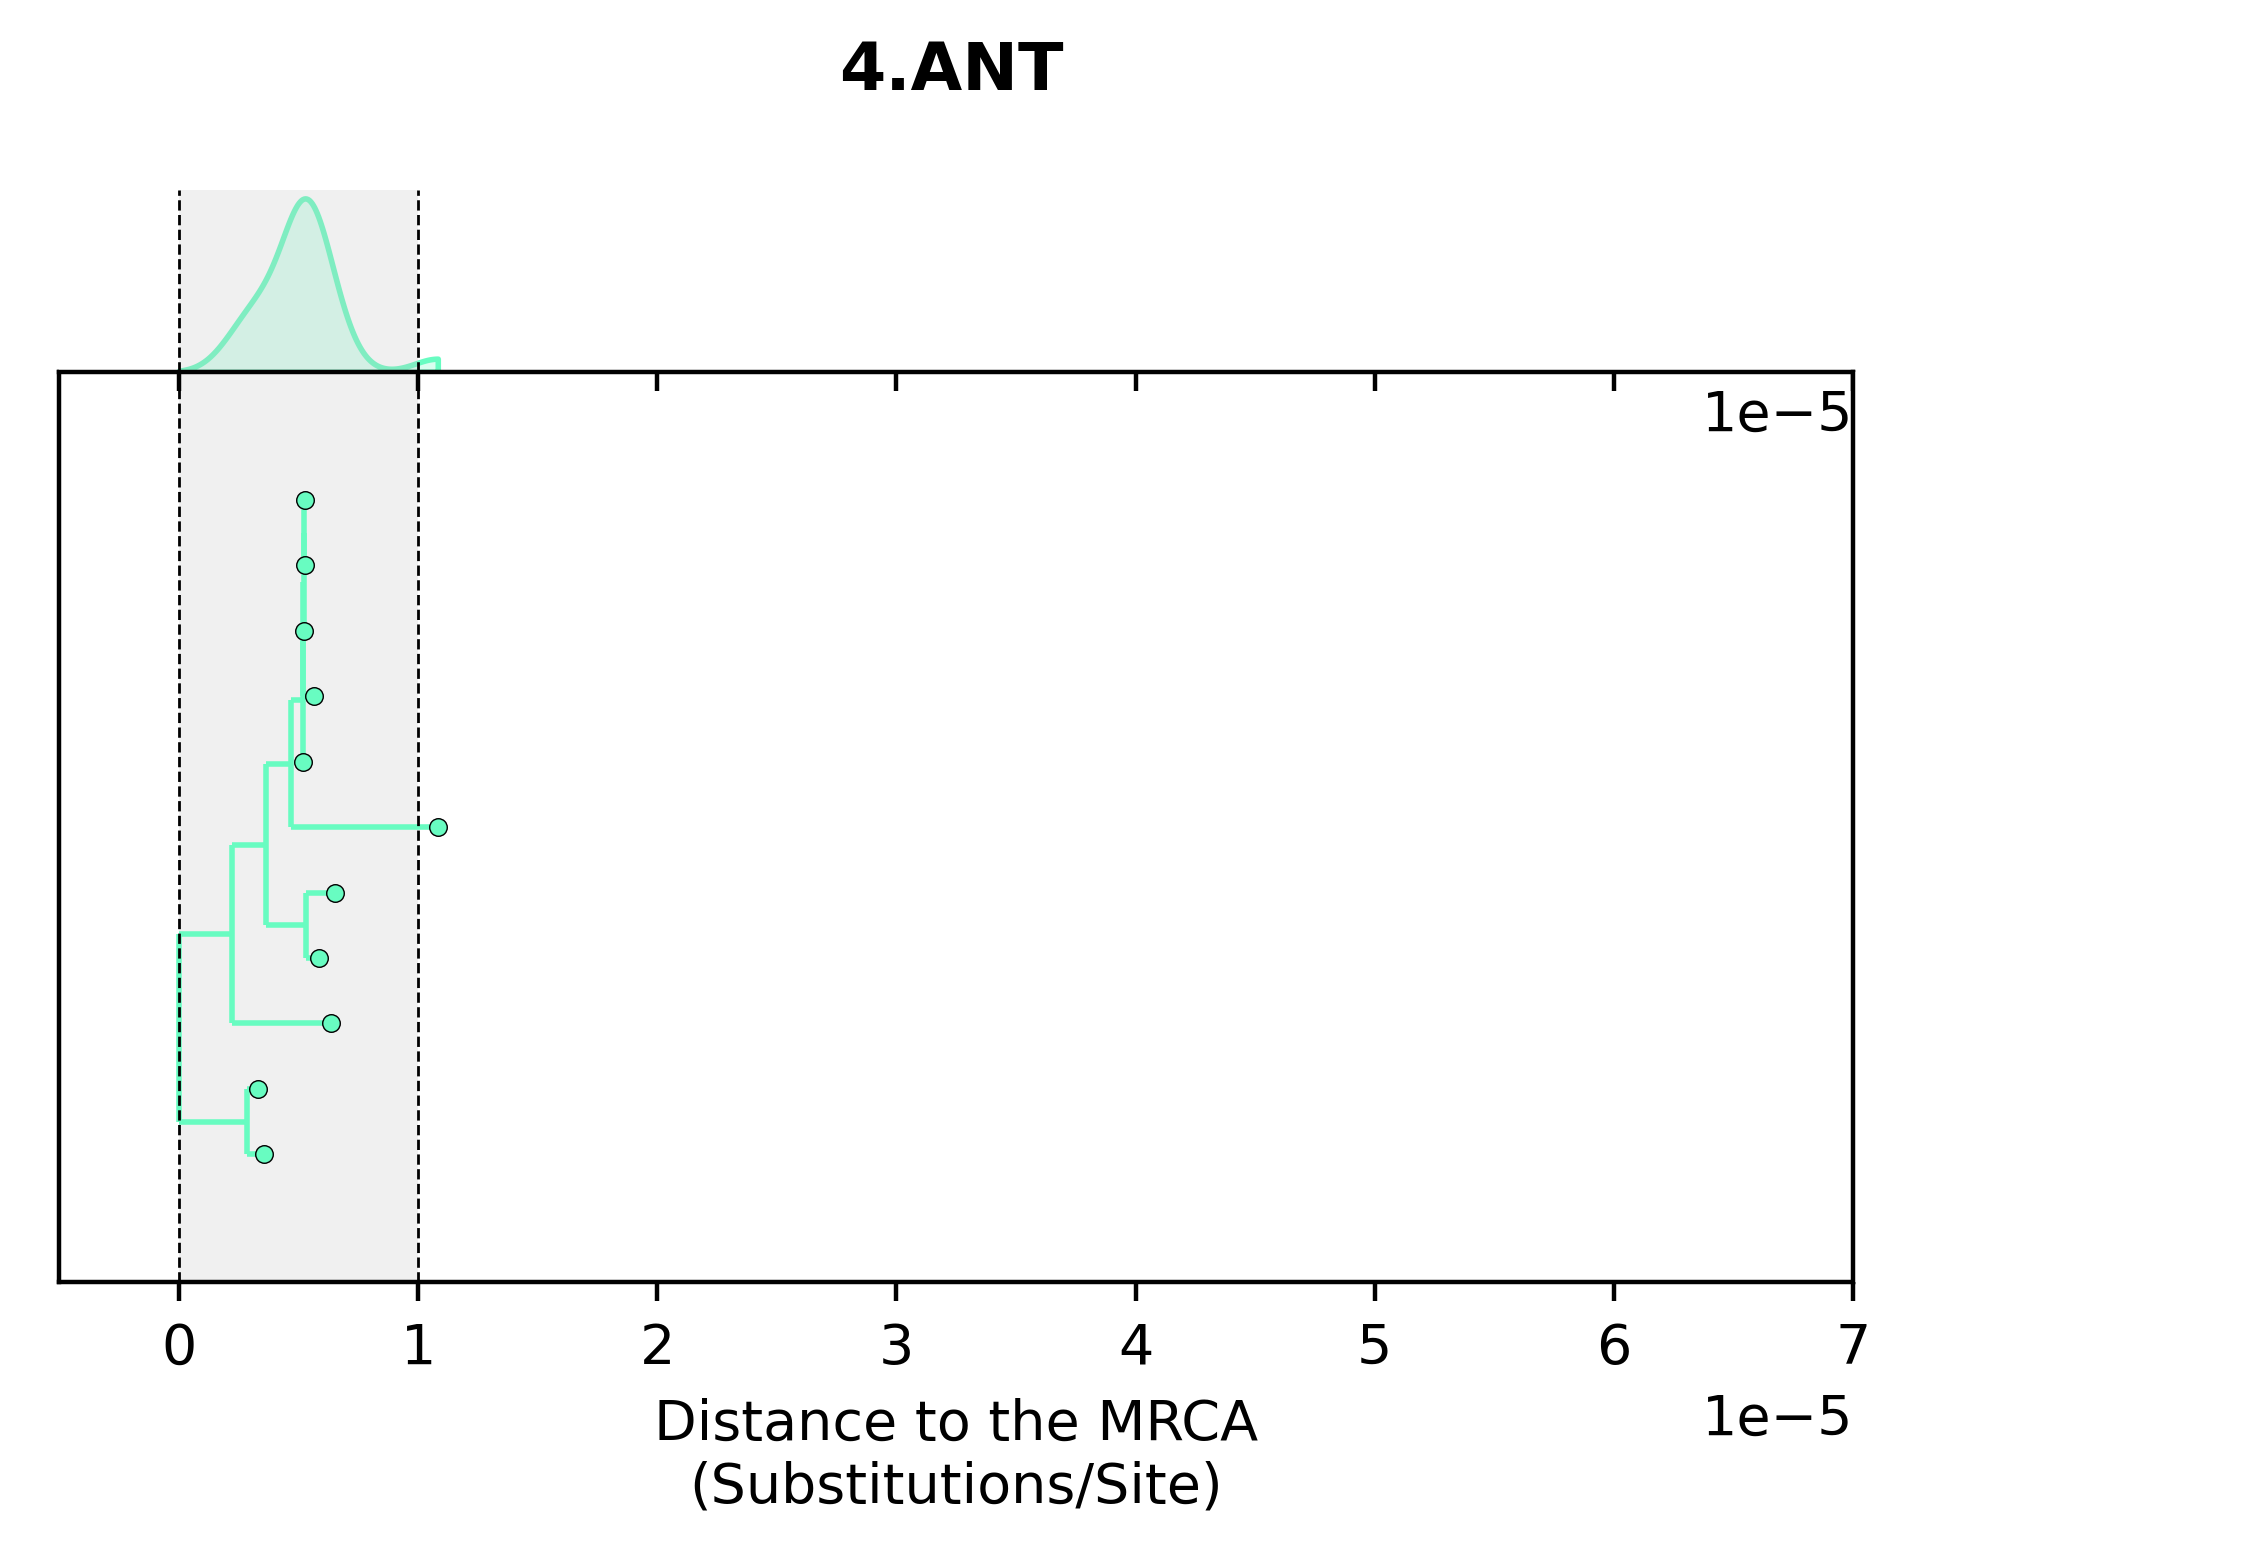 4.ANT
1e−5
0 1 2 3 4 5 6 7
1e−5
Distance to the MRCA
(Substitutions/Site)